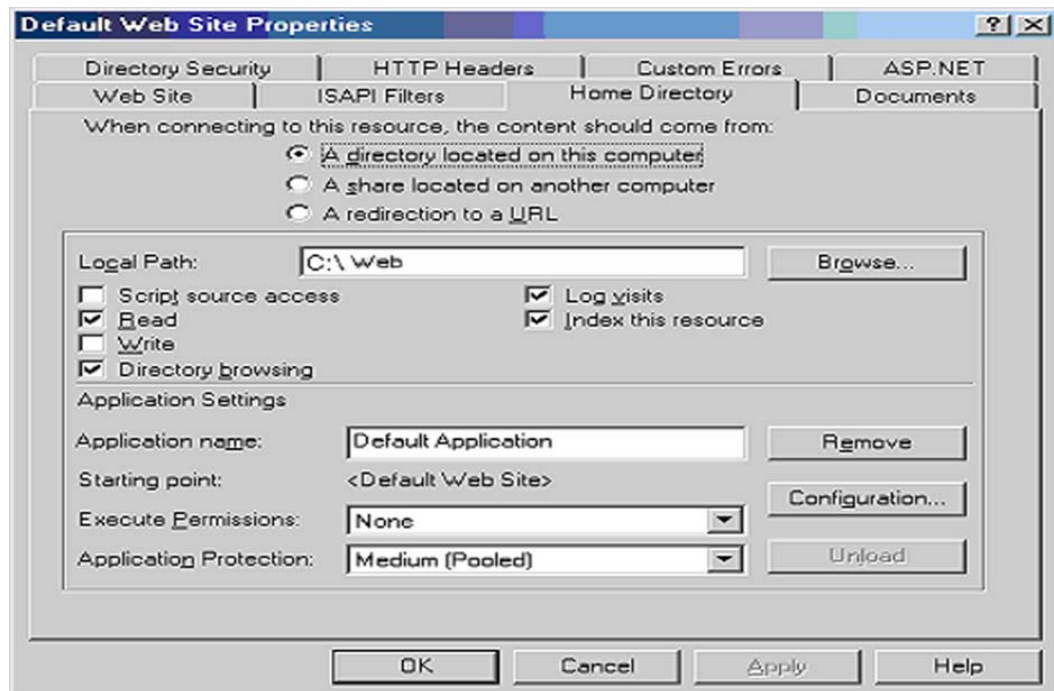 Default Web Site Properties
Directory Security HTTP Headers Custom Errors ASP.NET
Web Site ISAPI Filters Home Directory Documents
When connecting to this resource, the content should come from:
A directory located on this computer
A share located on another computer
A redirection to a URL
Local Path: C:\ Web Browse...
Script source access Log visits
Read Index this resource
Write
Directory browsing
Application Settings
Application name: Default Application Remove
Starting point: <Default Web Site>
Configuration...
Execute Permissions: None
Application Protection: Medium (Pooled) Unload
OK Cancel Apply Help